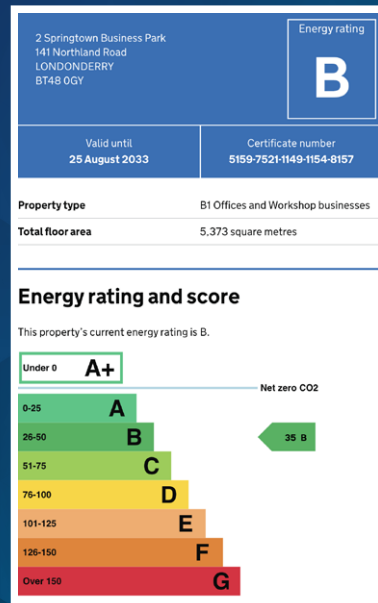 2 Springtown Business Park
141 Northland Road
LONDONDERRY
BT48 0GY
Energy rating
B
Valid until
25 August 2033
Certificate number
5159-7521-1149-1154-8157
Property type B1 Offices and Workshop businesses
Total floor area 5,373 square metres
Energy rating and score
This property's current energy rating is B.
Under 0 A+
Net zero CO2
0-25 A
26-50 B 35 B
51-75 C
76-100 D
101-125 E
126-150 F
Over 150 G